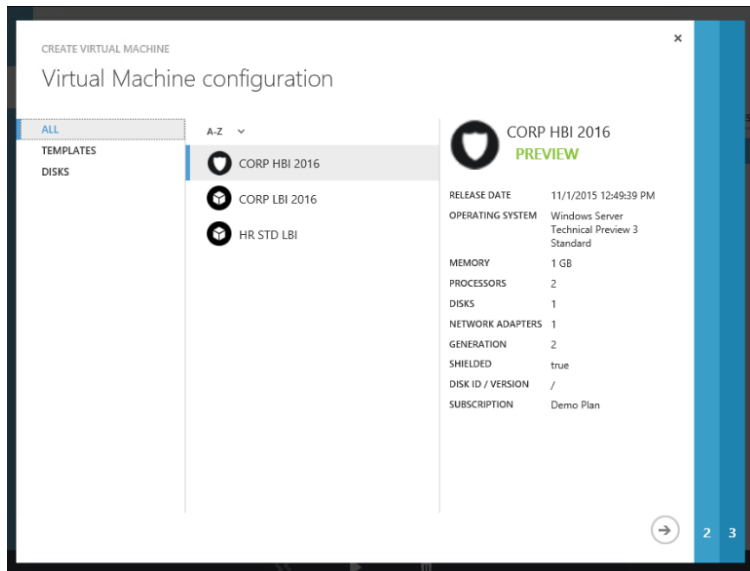 CREATE VIRTUAL MACHINE
Virtual Machine configuration
ALL
TEMPLATES
DISKS
A-Z
CORP HBI 2016
CORP LBI 2016
HR STD LBI
CORP HBI 2016
PREVIEW
RELEASE DATE 11/1/2015 12:49:39 PM
OPERATING SYSTEM Windows Server
Technical Preview 3
Standard
MEMORY 1 GB
PROCESSORS 2
DISKS 1
NETWORK ADAPTERS 1
GENERATION 2
SHIELDED true
DISK ID / VERSION /
SUBSCRIPTION Demo Plan
2 3